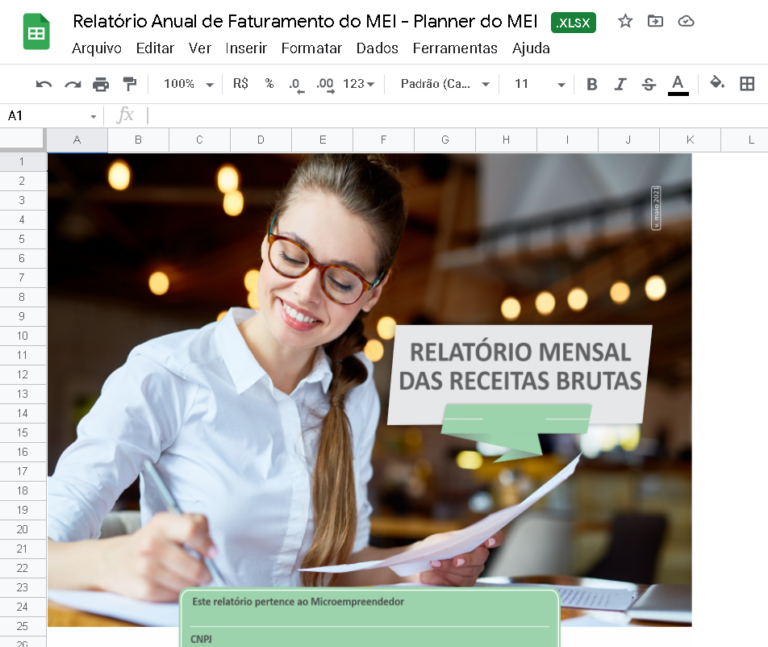 Relatório Anual de Faturamento do MEI - Planner do MEI .XLSX
Arquivo Editar Ver Inserir Formatar Dados Ferramentas Ajuda
100% R$ % .0 .00 123 Padrão (Ca... 11 B I S A
A1 fx
A B C D E F G H I J K L
1
2
3
4
5
6
7
8
9
10
11
12
13
14
15
16
17
18
19
20
21
22
23
24
25
26
v. maio 2021
RELATÓRIO MENSAL
DAS RECEITAS BRUTAS
Este relatório pertence ao Microempreendedor
CNPJ